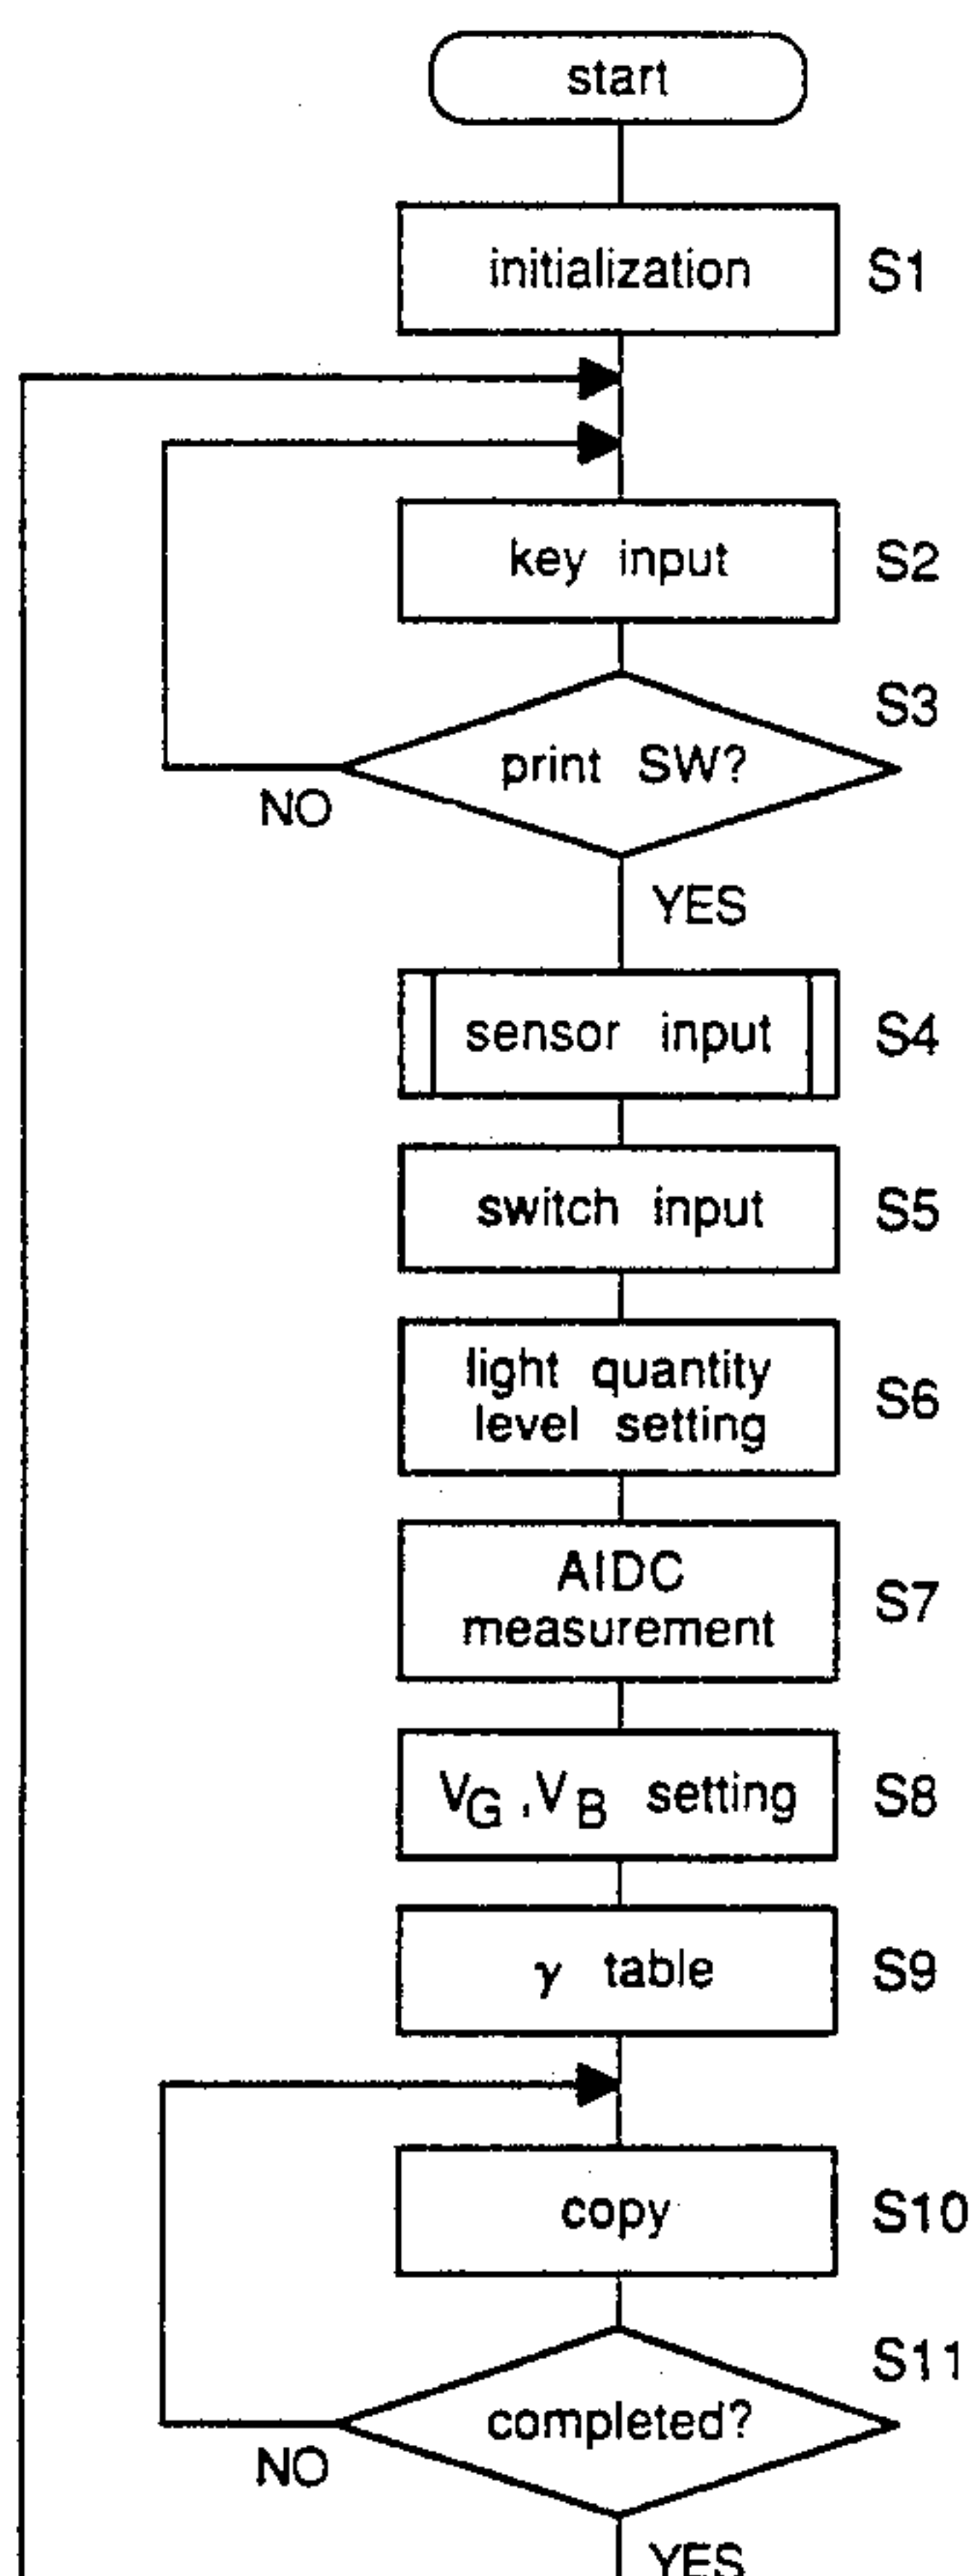 start
initialization S1
key input S2
S3
print SW?
NO
YES
sensor input S4
switch input S5
light quantity
level setting S6
AIDC
measurement S7
VG, VB setting S8
γ table S9
copy S10
S11
completed?
NO
YES